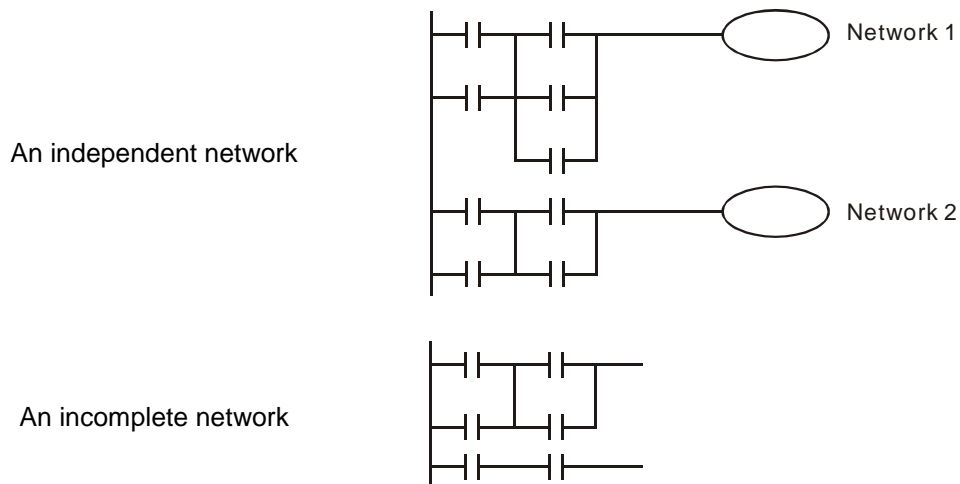 Network 1
An independent network
Network 2
An incomplete network